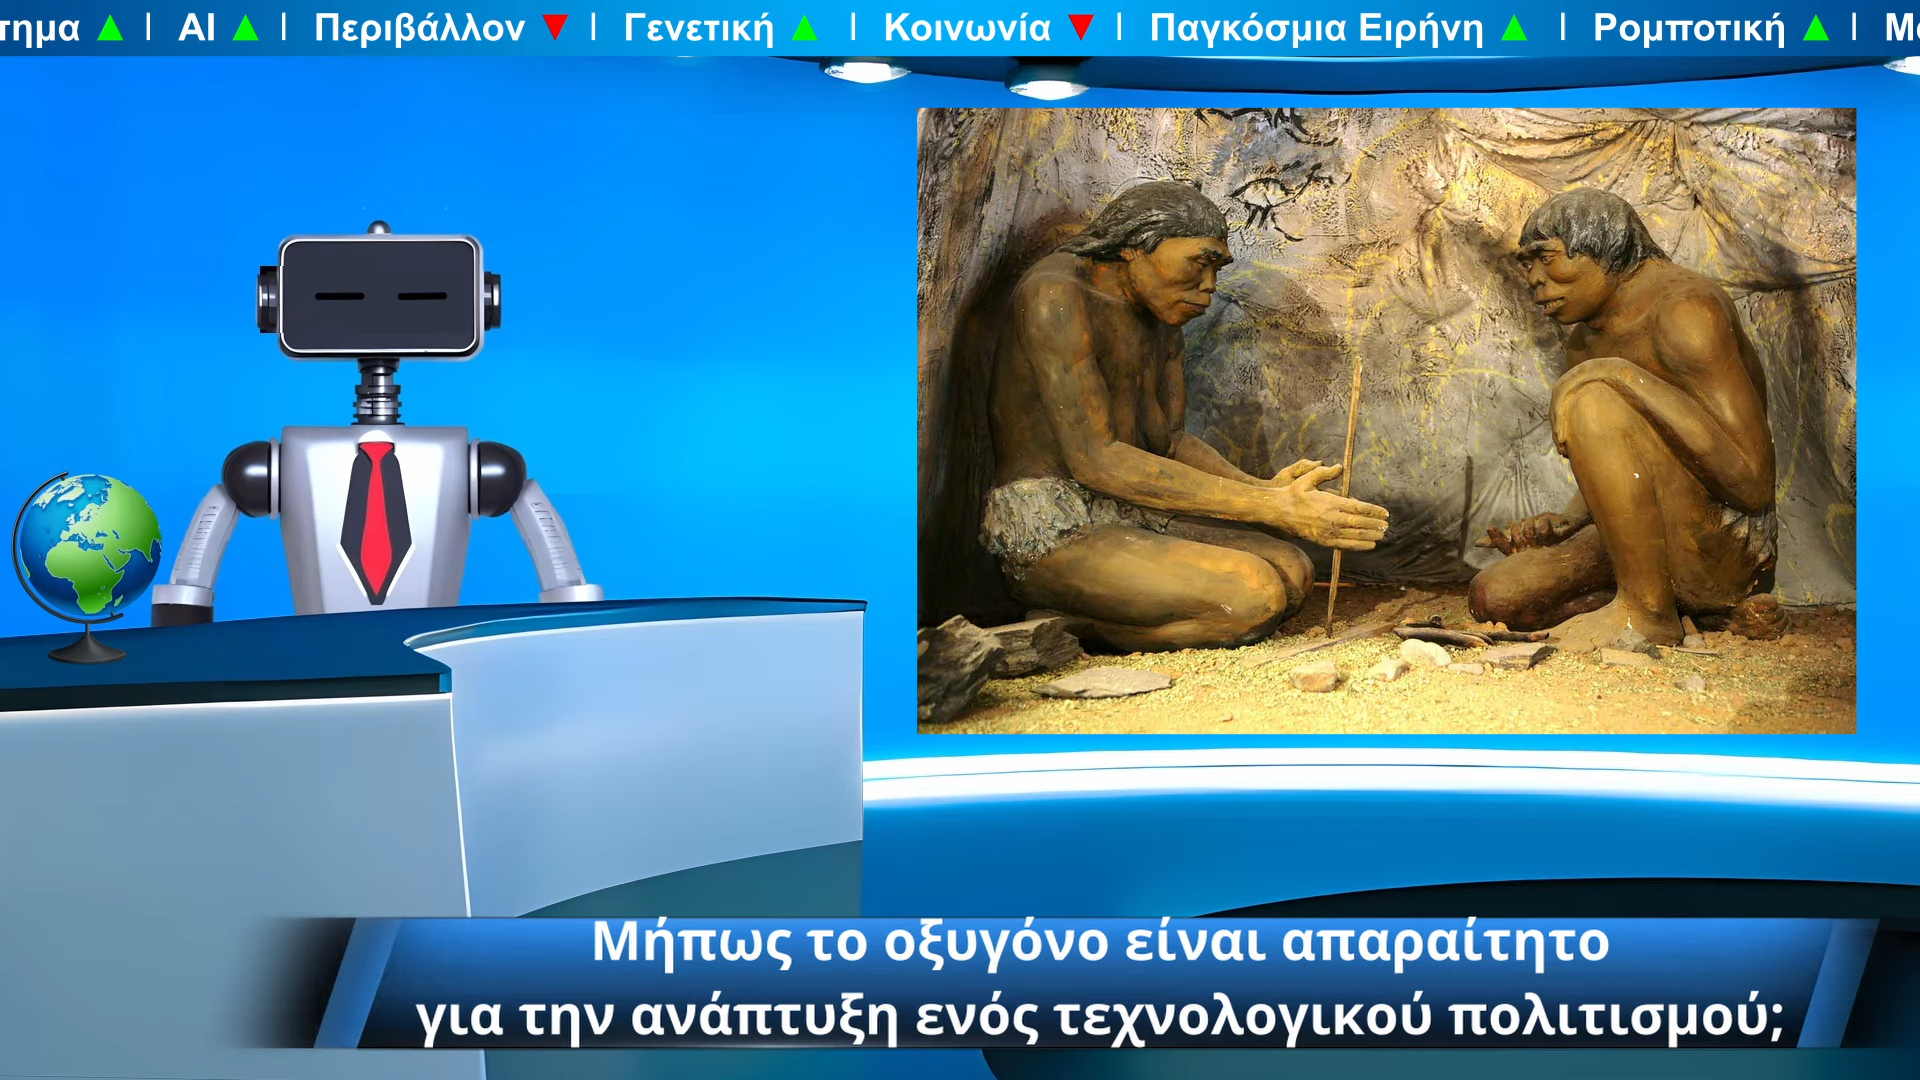 τημα ▲ | AI ▲ | Περιβάλλον ▼ | Γενετική ▲ | Κοινωνία ▼ | Παγκόσμια Ειρήνη ▲ | Ρομποτική ▲ |
Μήπως το οξυγόνο είναι απαραίτητο
για την ανάπτυξη ενός τεχνολογικού πολιτισμού;